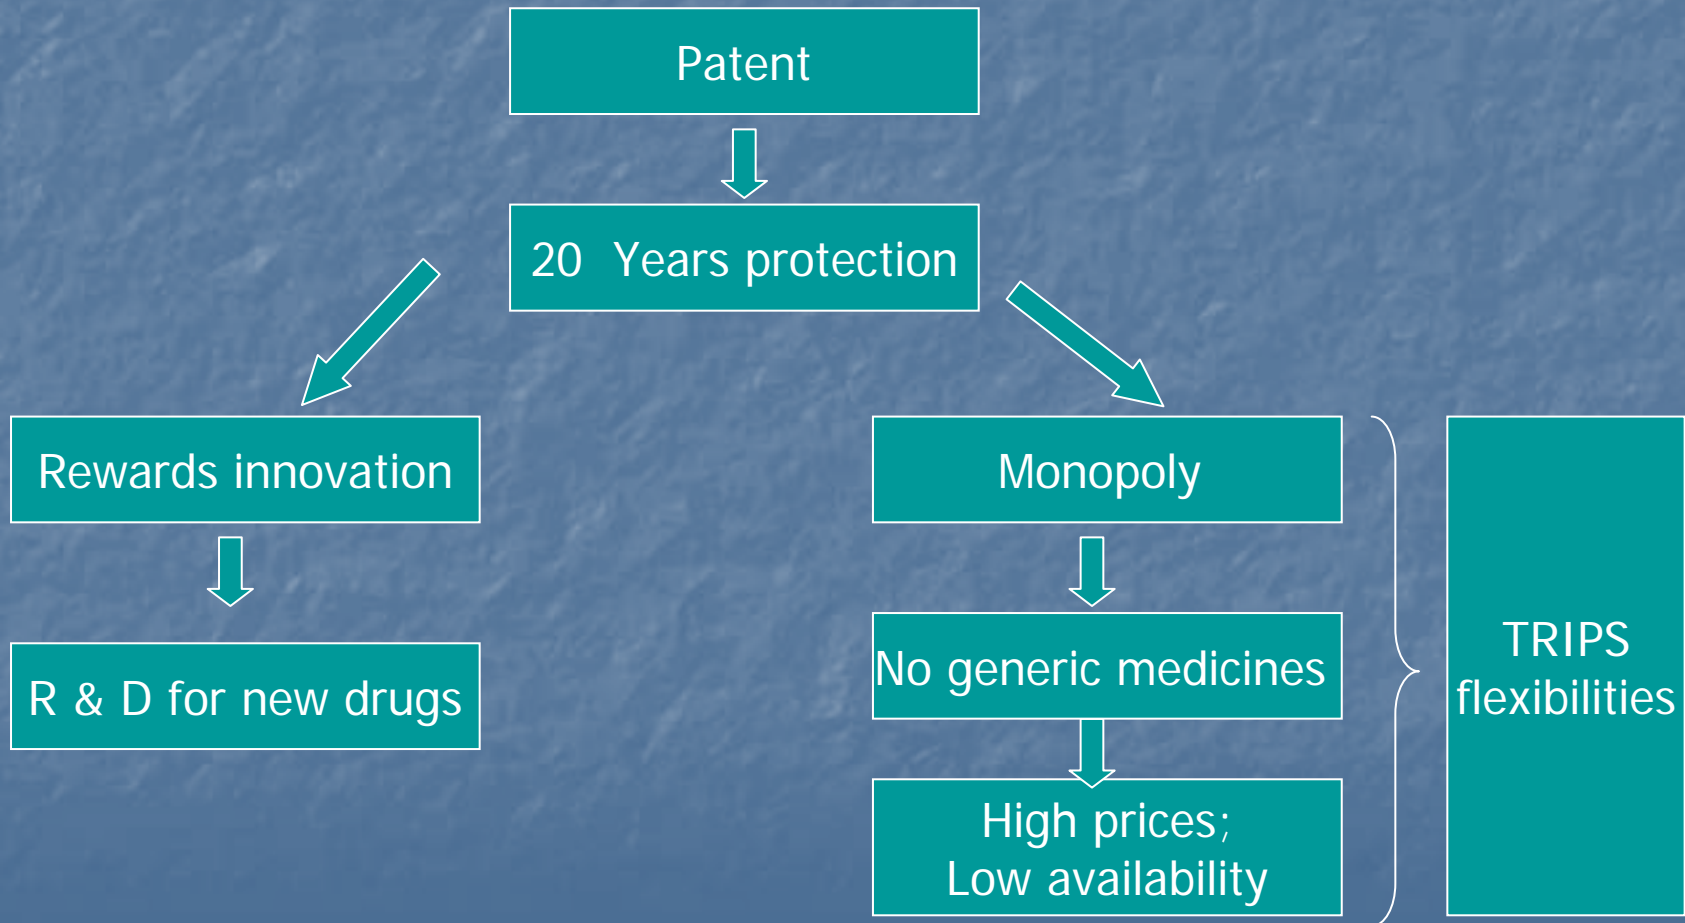 Patent
20 Years protection
Rewards innovation
Monopoly
R & D for new drugs
No generic medicines
High prices;
Low availability
TRIPS
flexibilities